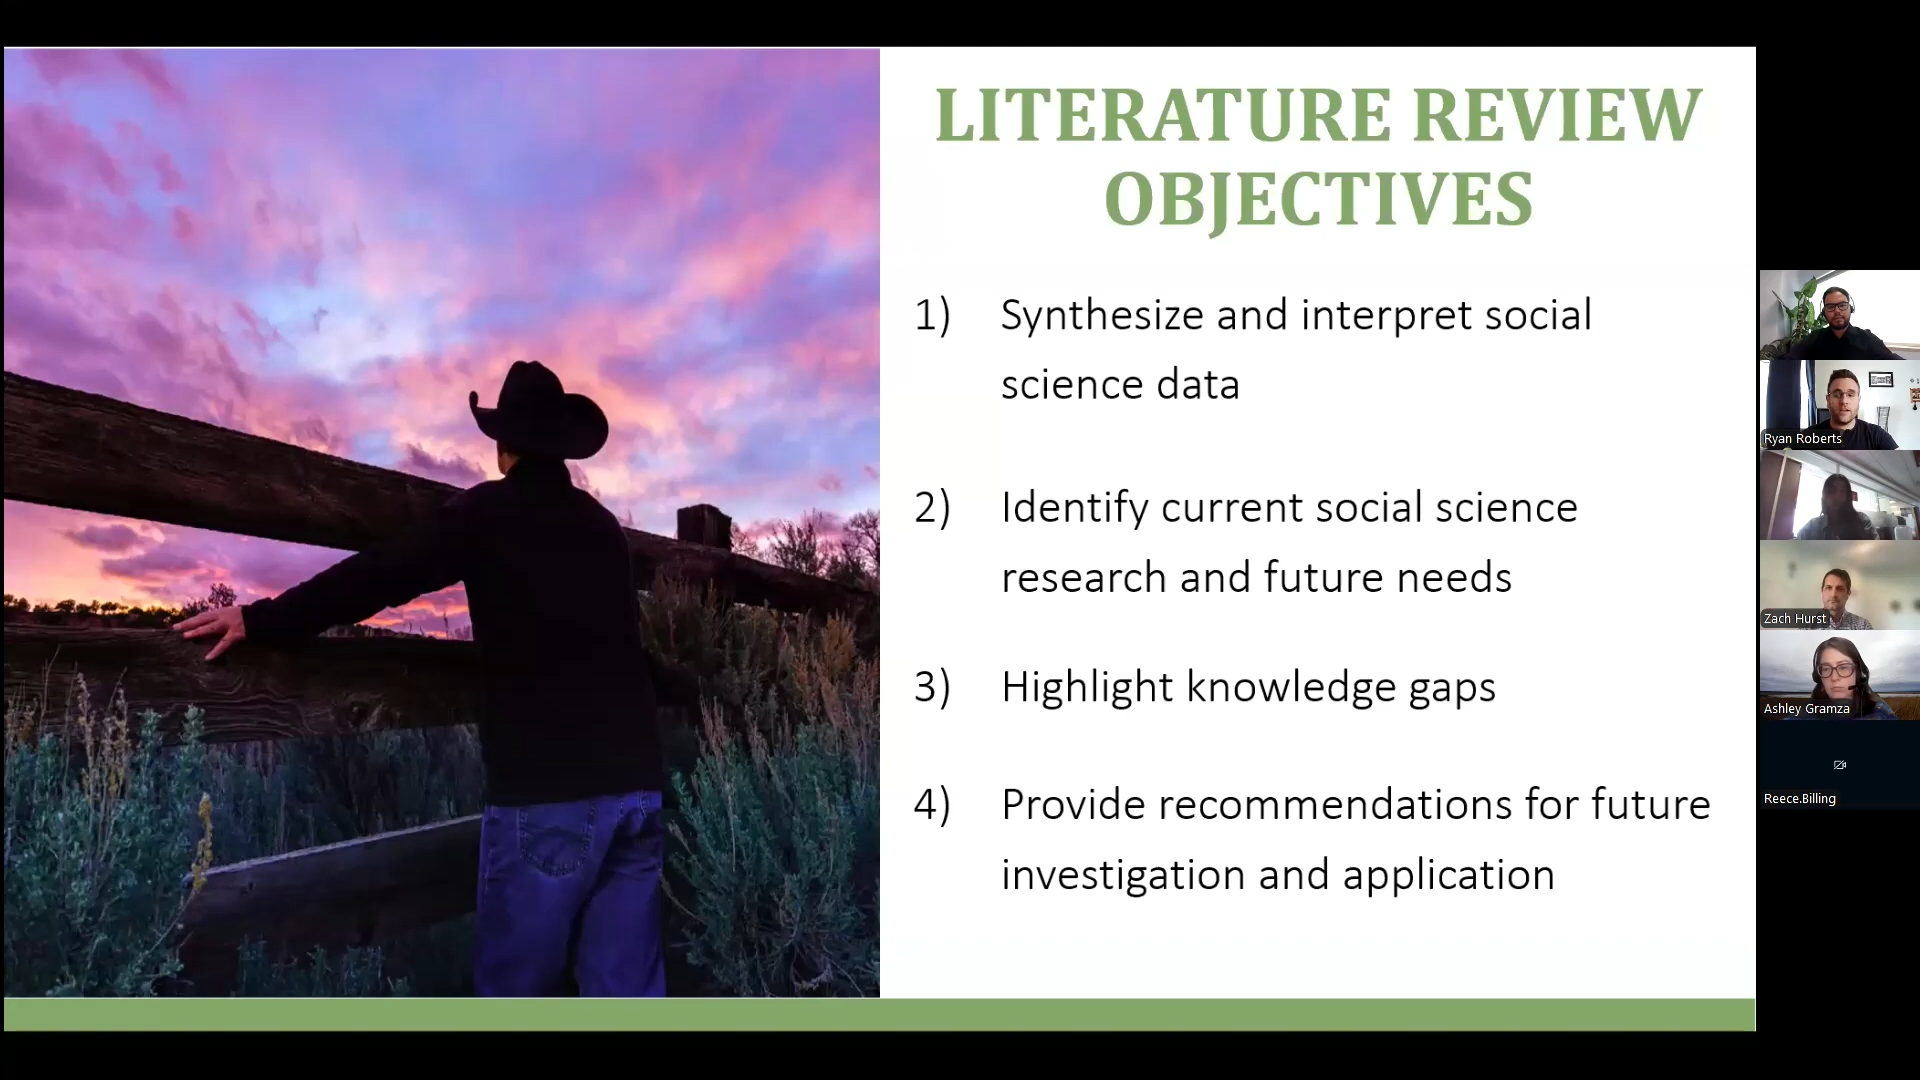 LITERATURE REVIEW
OBJECTIVES
1) Synthesize and interpret social
science data
2) Identify current social science
research and future needs
3) Highlight knowledge gaps
4) Provide recommendations for future
investigation and application
Ryan Roberts
Zach Hurst
Ashley Gramza
Reece.Billing